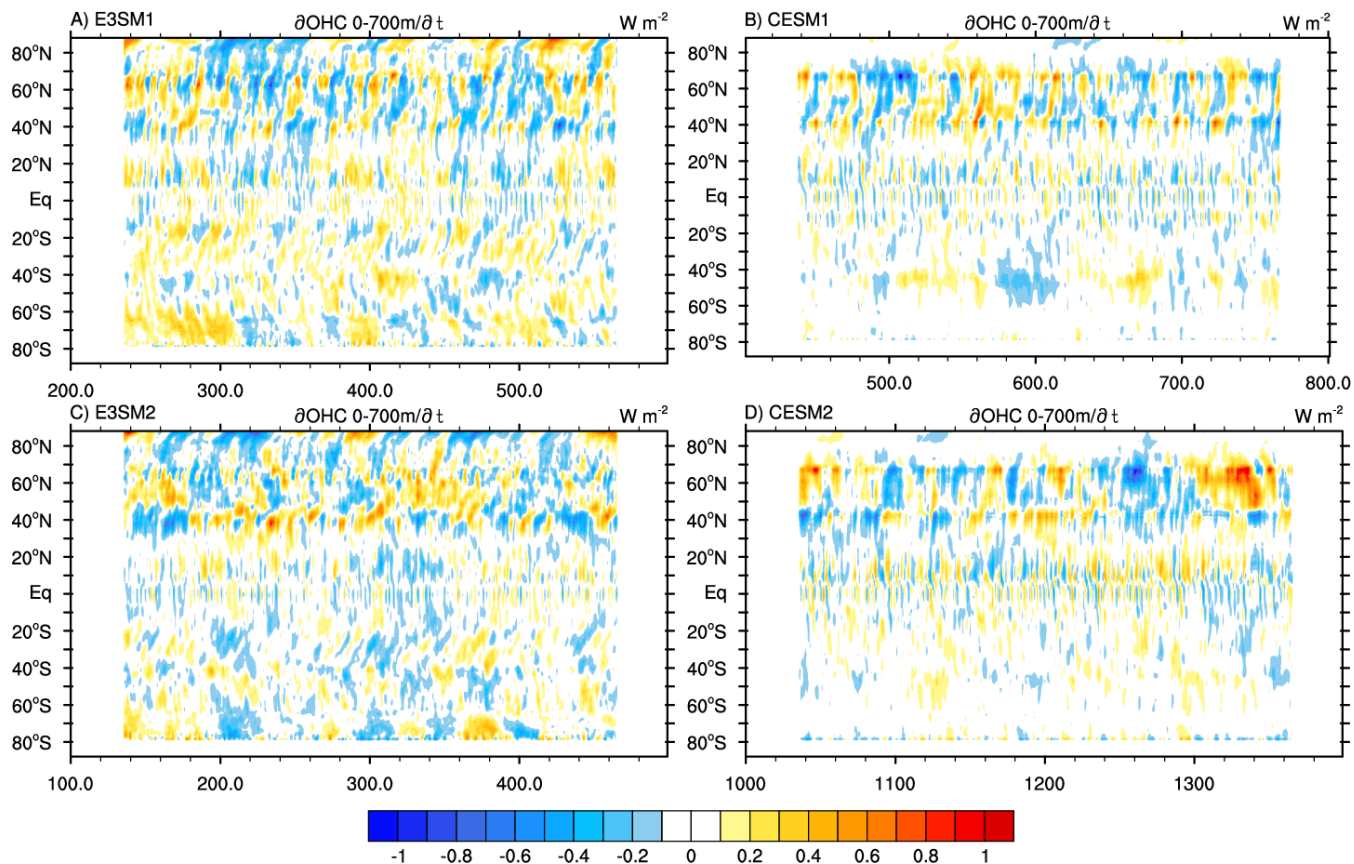 A) E3SM1 ∂OHC 0-700m/∂ t W m-2
80°N
60°N
40°N
20°N
Eq
20°S
40°S
60°S
80°S
200.0 300.0 400.0 500.0
B) CESM1 ∂OHC 0-700m/∂ t W m-2
80°N
60°N
40°N
20°N
Eq
20°S
40°S
60°S
80°S
500.0 600.0 700.0 800.0
C) E3SM2 ∂OHC 0-700m/∂ t W m-2
80°N
60°N
40°N
20°N
Eq
20°S
40°S
60°S
80°S
100.0 200.0 300.0 400.0
D) CESM2 ∂OHC 0-700m/∂ t W m-2
80°N
60°N
40°N
20°N
Eq
20°S
40°S
60°S
80°S
1000 1100 1200 1300
-1 -0.8 -0.6 -0.4 -0.2 0 0.2 0.4 0.6 0.8 1